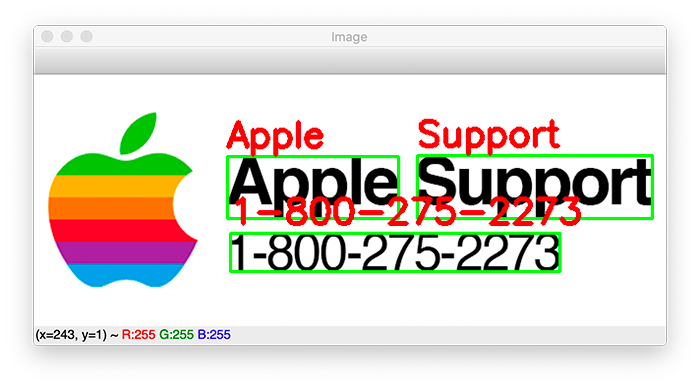 Image
Apple Support
Apple Support
1-800-275-2273
1-800-275-2273
(x=243, y=1) ~ R:255 G:255 B:255